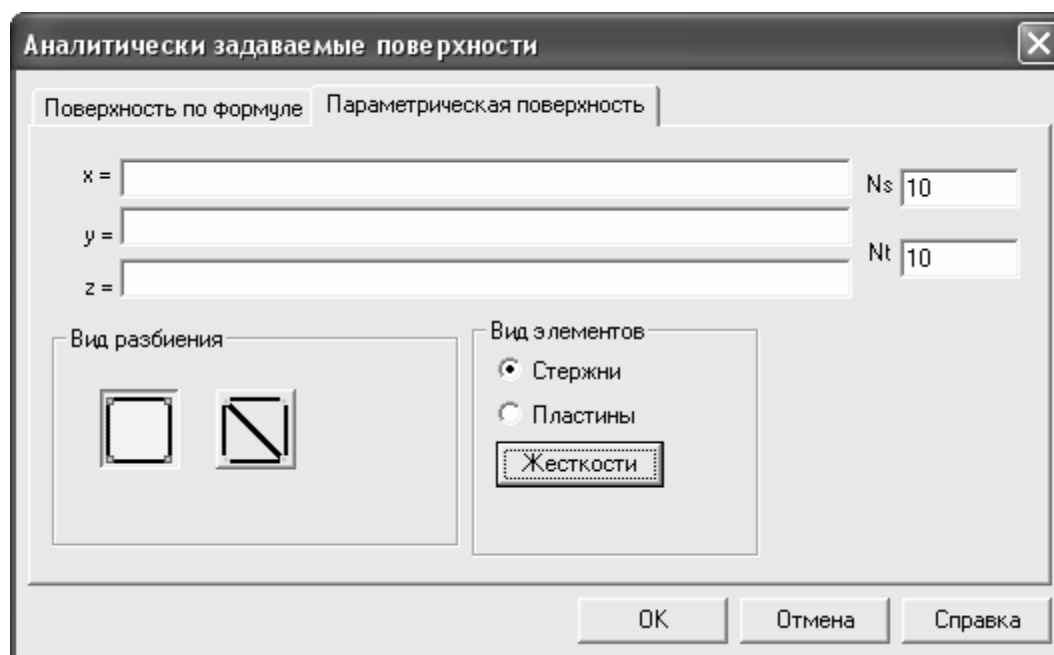 Аналитически задаваемые поверхности
Поверхность по формуле Параметрическая поверхность
x =
Ns 10
y =
Nt 10
z =
Вид разбиения
Вид элементов
Стержни
Пластины
Жесткости
OK Отмена Справка